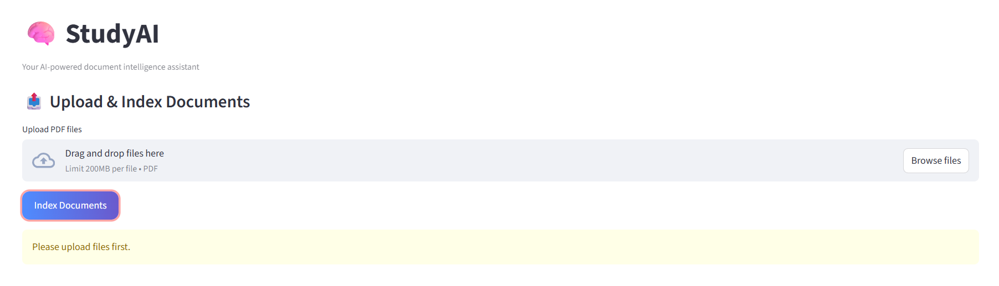 StudyAI
Your AI-powered document intelligence assistant
Upload & Index Documents
Upload PDF files
Drag and drop files here
Limit 200MB per file • PDF
Browse files
Index Documents
Please upload files first.